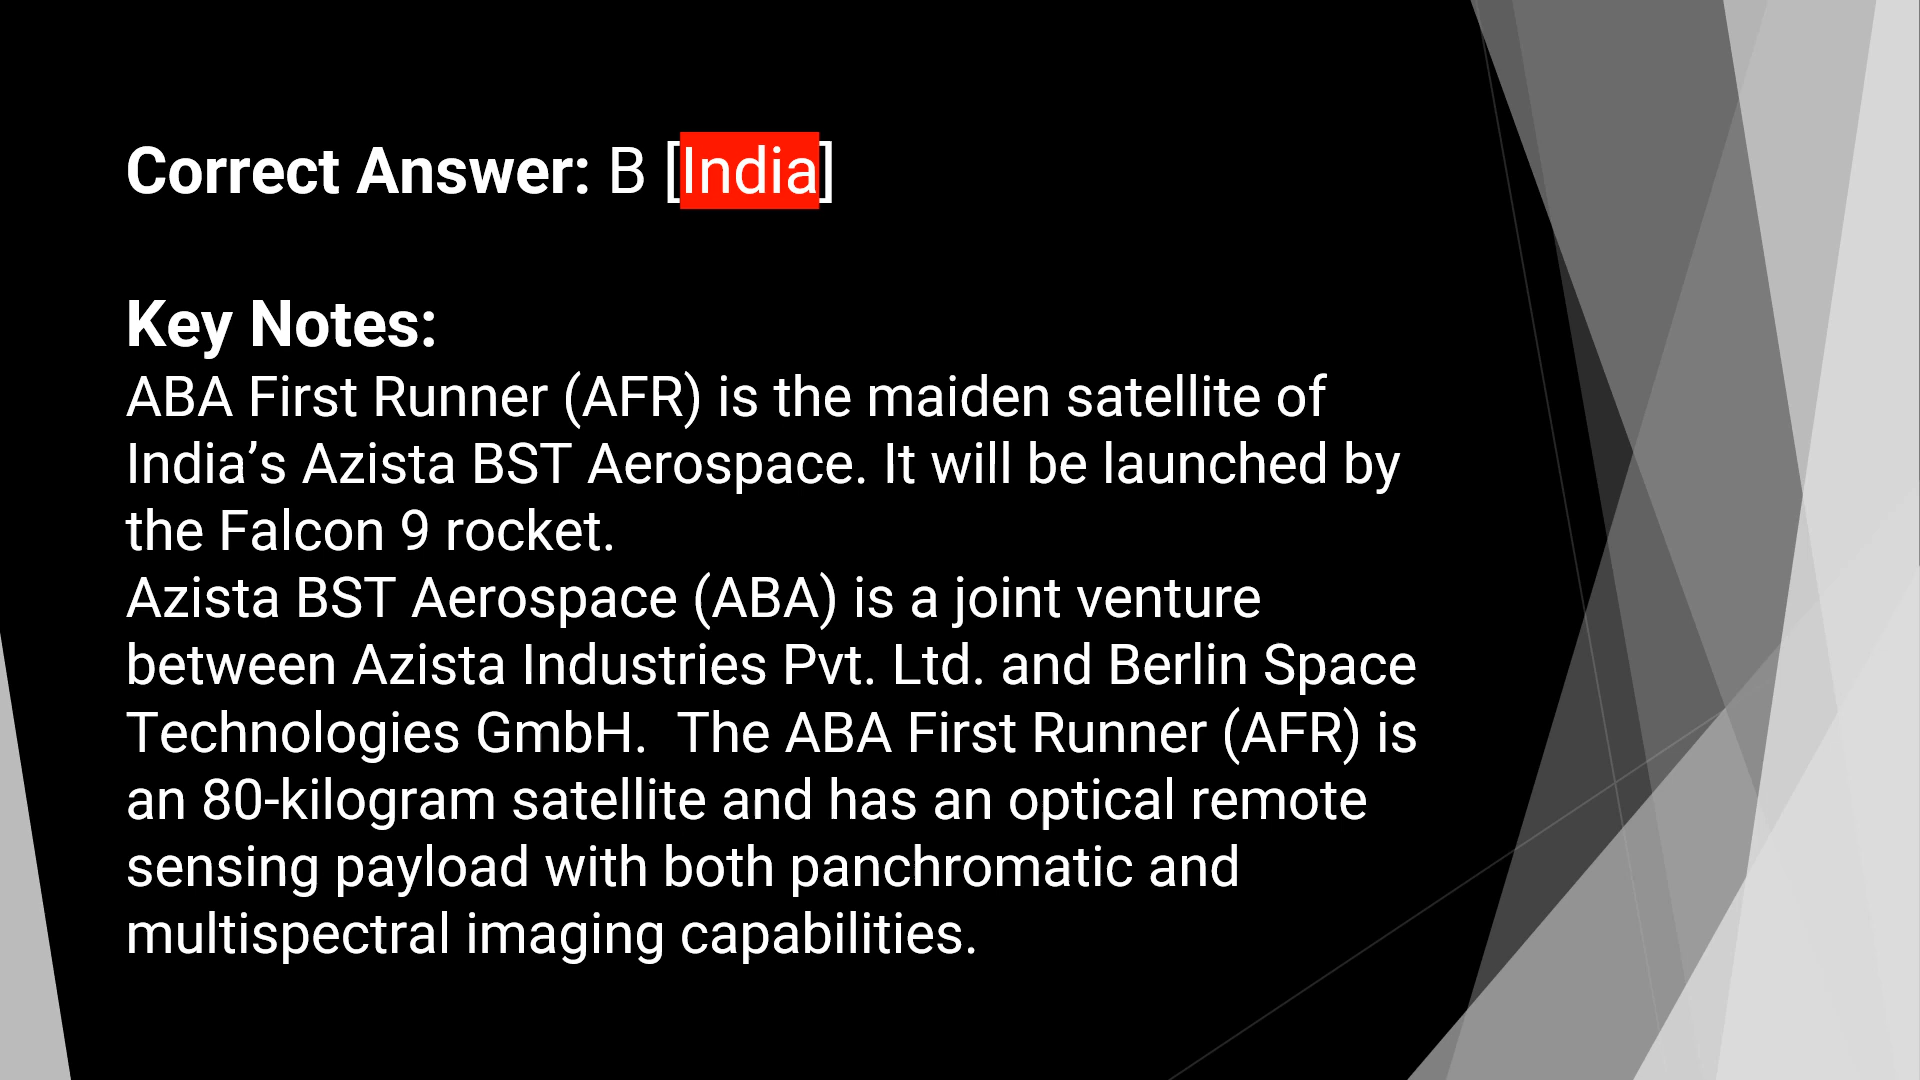 Correct Answer: B [India]
Key Notes:
ABA First Runner (AFR) is the maiden satellite of
India’s Azista BST Aerospace. It will be launched by
the Falcon 9 rocket.
Azista BST Aerospace (ABA) is a joint venture
between Azista Industries Pvt. Ltd. and Berlin Space
Technologies GmbH.  The ABA First Runner (AFR) is
an 80-kilogram satellite and has an optical remote
sensing payload with both panchromatic and
multispectral imaging capabilities.